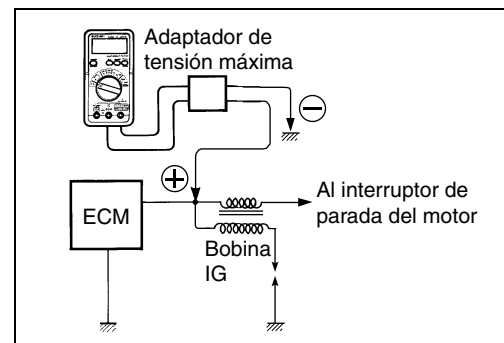 Adaptador de
tensión máxima
ECM
Al interruptor de
parada del motor
Bobina
IG